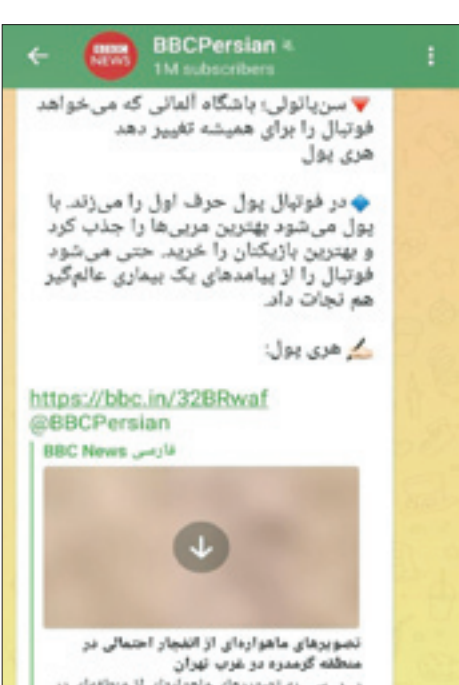 BBCPersian
1M subscribers
BBC
NEWS
سن‌پائولی؛ باشگاه آلمانی که می‌خواهد
فوتبال را برای همیشه تغییر دهد
هری پول
در فوتبال پول حرف اول را می‌زند. با
پول می‌شود بهترین مربی‌ها را جذب کرد
و بهترین بازیکنان را خرید. حتی می‌شود
فوتبال را از پیامدهای یک بیماری عالم‌گیر
هم نجات داد.
هری پول:
https://bbc.in/32BRwaf
@BBCPersian
BBC News فارسی
تصویرهای ماهواره‌ای از انفجار احتمالی در
منطقه گرمدره در غرب تهران